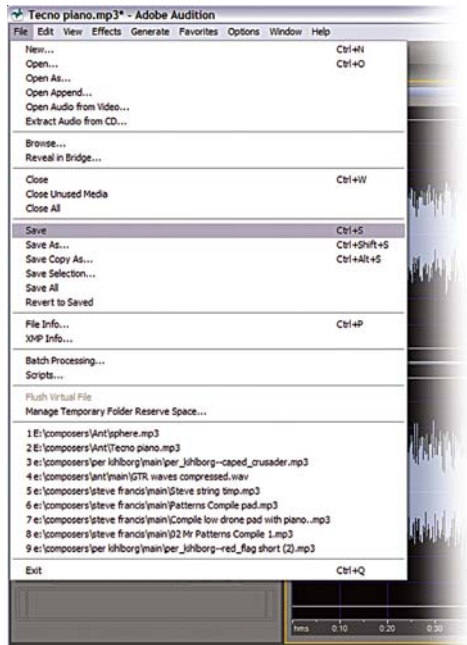 Tecno piano.mp3* - Adobe Audition
File Edit View Effects Generate Favorites Options Window Help
New... Ctrl+N
Open... Ctrl+O
Open As...
Open Append...
Open Audio from Video...
Extract Audio from CD...
Browse...
Reveal in Bridge...
Close Ctrl+W
Close Unused Media
Close All
Save Ctrl+S
Save As... Ctrl+Shift+S
Save Copy As... Ctrl+Alt+S
Save Selection...
Save All
Revert to Saved
File Info... Ctrl+P
XMP Info...
Batch Processing...
Scripts...
Flush Virtual File
Manage Temporary Folder Reserve Space...
1 E:\composers\Ant\sphere.mp3
2 E:\composers\Ant\Tecno piano.mp3
3 e:\composers\per kihlborg\main\per_kihlborg--caped_crusader.mp3
4 e:\composers\ant\main\GTR waves compressed.wav
5 e:\composers\steve francis\main\Steve string timp.mp3
6 e:\composers\steve francis\main\Patterns Compile pad.mp3
7 e:\composers\steve francis\main\Compile low drone pad with piano..mp3
8 e:\composers\steve francis\main\02 Mr Patterns Compile 1.mp3
9 e:\composers\per kihlborg\main\per_kihlborg--red_flag short (2).mp3
Exit Ctrl+Q
hms 0:10 0:20 0:30